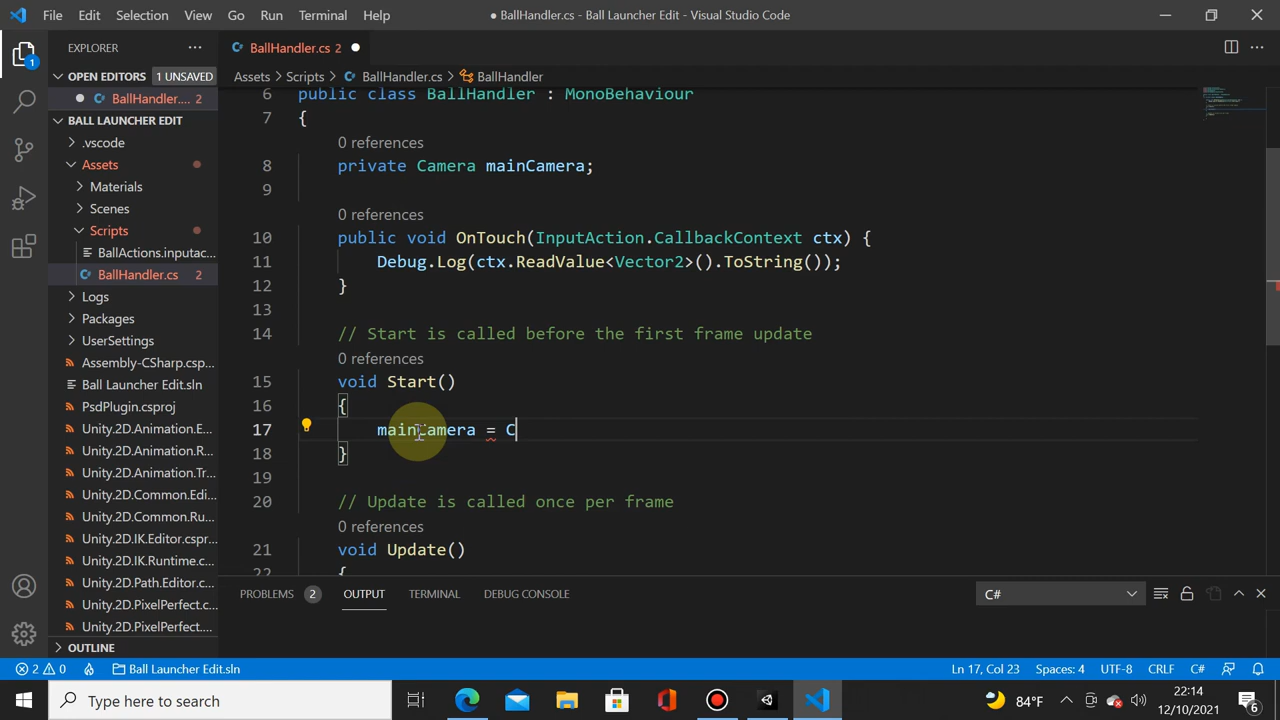 File Edit Selection View Go Run Terminal Help
● BallHandler.cs - Ball Launcher Edit - Visual Studio Code
EXPLORER ···
1
OPEN EDITORS 1 UNSAVED
BallHandler.... 2
BALL LAUNCHER EDIT
.vscode
Assets
Materials
Scenes
Scripts
BallActions.inputac...
BallHandler.cs 2
Logs
Packages
UserSettings
Assembly-CSharp.csp...
Ball Launcher Edit.sln
PsdPlugin.csproj
Unity.2D.Animation.E...
Unity.2D.Animation.R...
Unity.2D.Animation.Tr...
Unity.2D.Common.Edi...
Unity.2D.Common.Ru...
Unity.2D.IK.Editor.cspr...
Unity.2D.IK.Runtime.c...
Unity.2D.Path.Editor.c...
Unity.2D.PixelPerfect.c...
Unity.2D.PixelPerfect....
OUTLINE
BallHandler.cs 2
Assets > Scripts > BallHandler.cs > BallHandler
6 public class BallHandler : MonoBehaviour
7 {
0 references
8 private Camera mainCamera;
9
0 references
10 public void OnTouch(InputAction.CallbackContext ctx) {
11 Debug.Log(ctx.ReadValue<Vector2>().ToString());
12 }
13
14 // Start is called before the first frame update
0 references
15 void Start()
16 {
17 mainCamera = C
18 }
19
20 // Update is called once per frame
0 references
21 void Update()
22 {
PROBLEMS 2 OUTPUT TERMINAL DEBUG CONSOLE C#
2 0 Ball Launcher Edit.sln Ln 17, Col 23 Spaces: 4 UTF-8 CRLF C#
Type here to search 84°F 22:14
12/10/2021 6